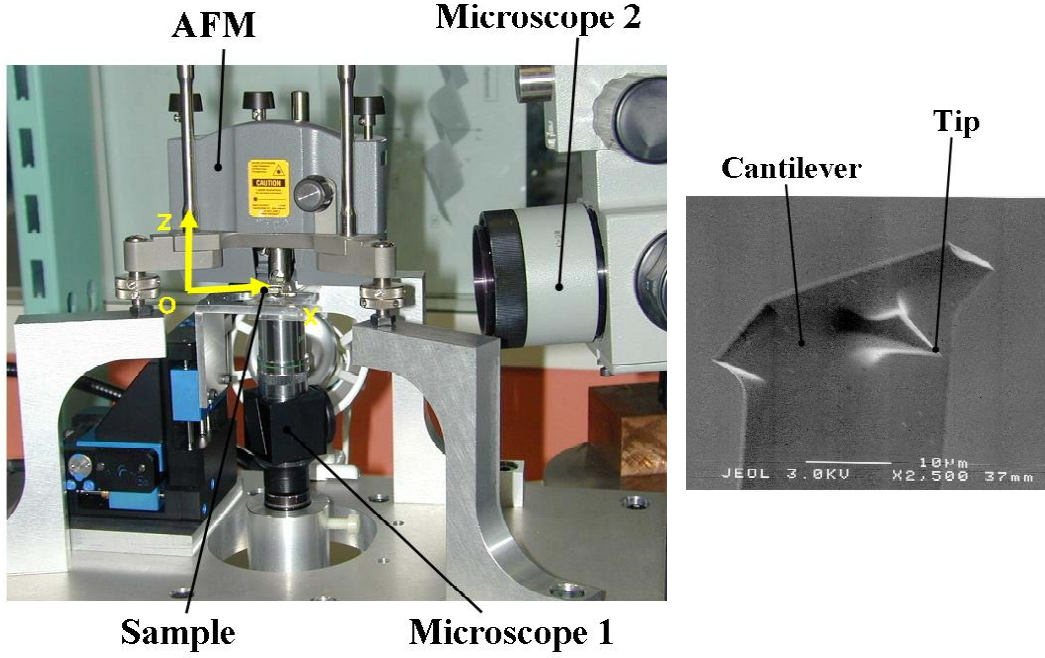 AFM
Microscope 2
Tip
Cantilever
CAUTION
Z
O
X
10µm
JEOL 3.0KV X2,500 37mm
Sample
Microscope 1